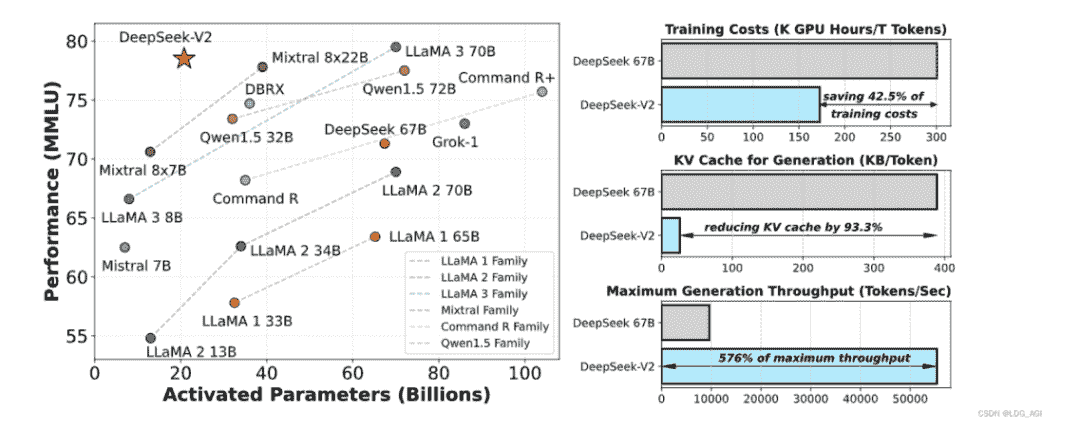 Performance (MMLU)
80
75
70
65
60
55
DeepSeek-V2
Mixtral 8x22B
LLaMA 3 70B
DBRX
Qwen1.5 72B
Command R+
Qwen1.5 32B
DeepSeek 67B
Grok-1
Mixtral 8x7B
Command R
LLaMA 2 70B
LLaMA 3 8B
Mistral 7B
LLaMA 2 34B
LLaMA 1 65B
LLaMA 1 33B
LLaMA 2 13B
LLaMA 1 Family
LLaMA 2 Family
LLaMA 3 Family
Mixtral Family
Command R Family
Qwen1.5 Family
0 20 40 60 80 100
Activated Parameters (Billions)
Training Costs (K GPU Hours/T Tokens)
DeepSeek 67B
DeepSeek-V2
saving 42.5% of
training costs
0 50 100 150 200 250 300
KV Cache for Generation (KB/Token)
DeepSeek 67B
DeepSeek-V2
reducing KV cache by 93.3%
0 100 200 300 400
Maximum Generation Throughput (Tokens/Sec)
DeepSeek 67B
DeepSeek-V2
576% of maximum throughput
0 10000 20000 30000 40000 50000
CSDN @LDG_AGI